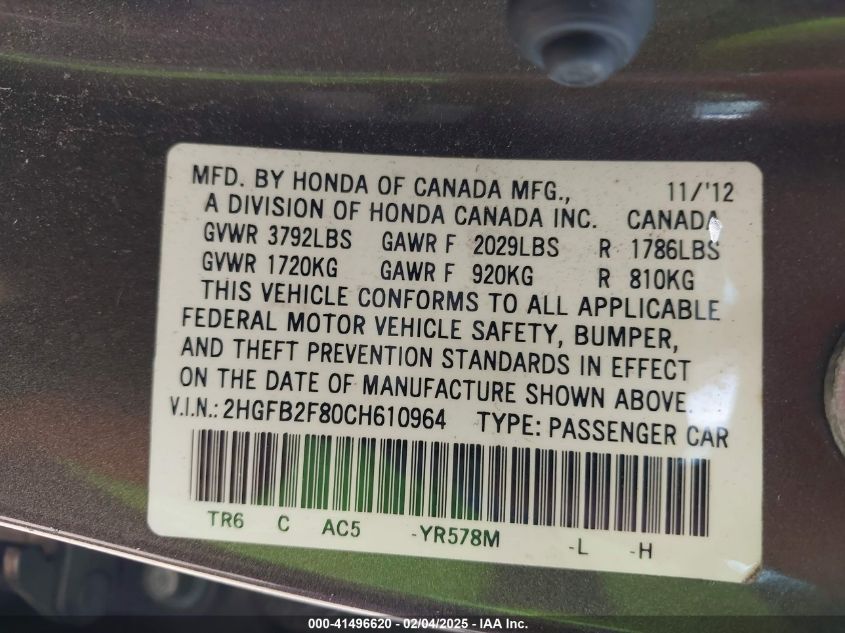 MFD. BY HONDA OF CANADA MFG., 11/'12
A DIVISION OF HONDA CANADA INC. CANADA
GVWR 3792LBS GAWR F 2029LBS R 1786LBS
GVWR 1720KG GAWR F 920KG R 810KG
THIS VEHICLE CONFORMS TO ALL APPLICABLE
FEDERAL MOTOR VEHICLE SAFETY, BUMPER,
AND THEFT PREVENTION STANDARDS IN EFFECT
ON THE DATE OF MANUFACTURE SHOWN ABOVE.
V.I.N.: 2HGFB2F80CH610964 TYPE: PASSENGER CAR
TR6 C AC5 -YR578M -L -H
000-41496620 - 02/04/2025 - IAA Inc.